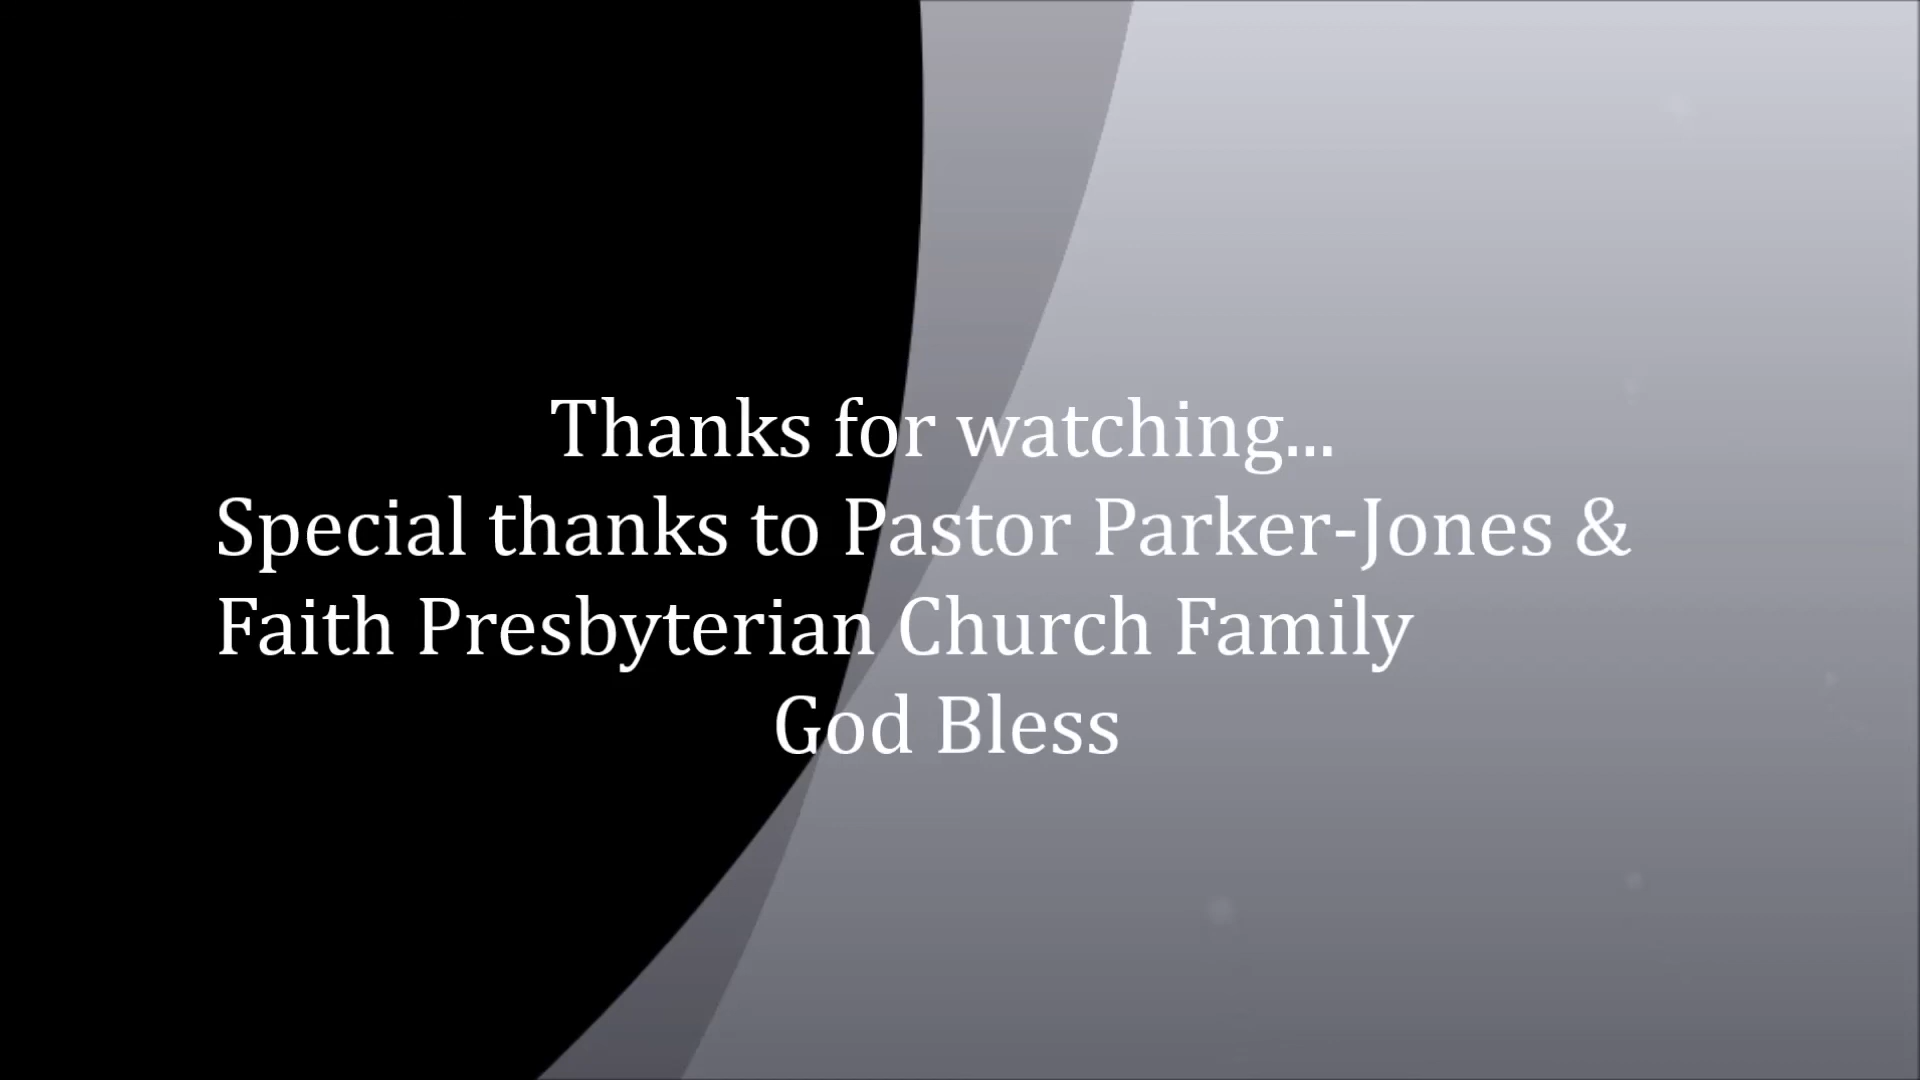 Thanks for watching...
Special thanks to Pastor Parker-Jones &
Faith Presbyterian Church Family
God Bless